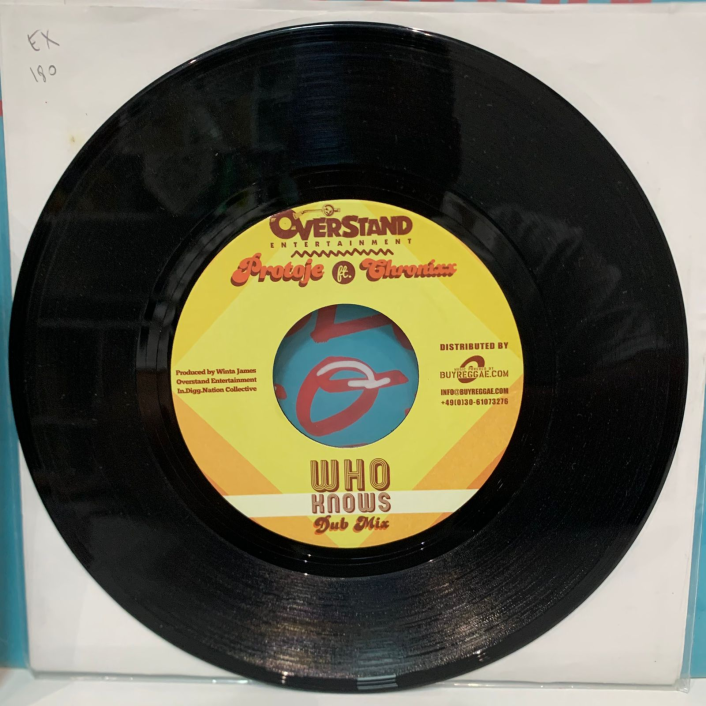 EX
180
OVERSTAND
ENTERTAINMENT
Protoje ft. Chronixx
Produced by Winta James
Overstand Entertainment
In.Digg.Nation Collective
DISTRIBUTED BY
BUYREGGAE.COM
INFO@BUYREGGAE.COM
+49(0)30-61073276
WHO
KNOWS
Dub Mix